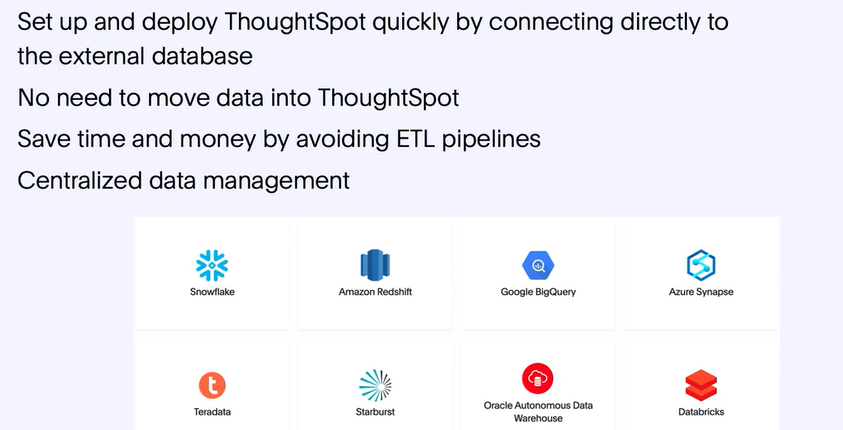 Set up and deploy ThoughtSpot quickly by connecting directly to
the external database
No need to move data into ThoughtSpot
Save time and money by avoiding ETL pipelines
Centralized data management
Snowflake
Amazon Redshift
Google BigQuery
Azure Synapse
Teradata
Starburst
Oracle Autonomous Data
Warehouse
Databricks